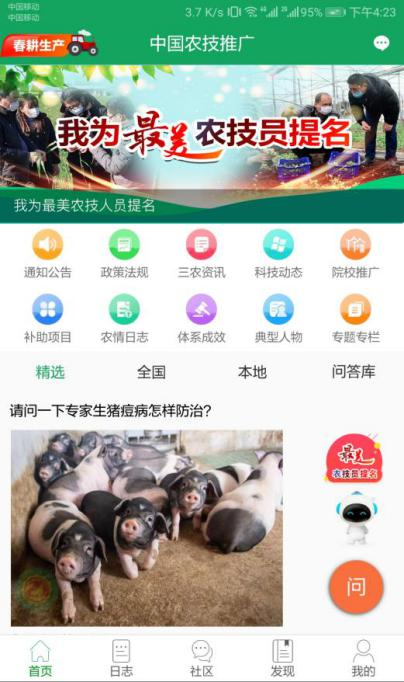 中国移动
中国移动
3.7 K/s 4G 2G 95% 下午4:23
春耕生产
中国农技推广
我为最美农技员提名
我为最美农技人员提名
通知公告 政策法规 三农资讯 科技动态 院校推广
补助项目 农情日志 体系成效 典型人物 专题专栏
精选 全国 本地 问答库
请问一下专家生猪痘病怎样防治?
最美
农技员提名
问
首页 日志 社区 发现 我的